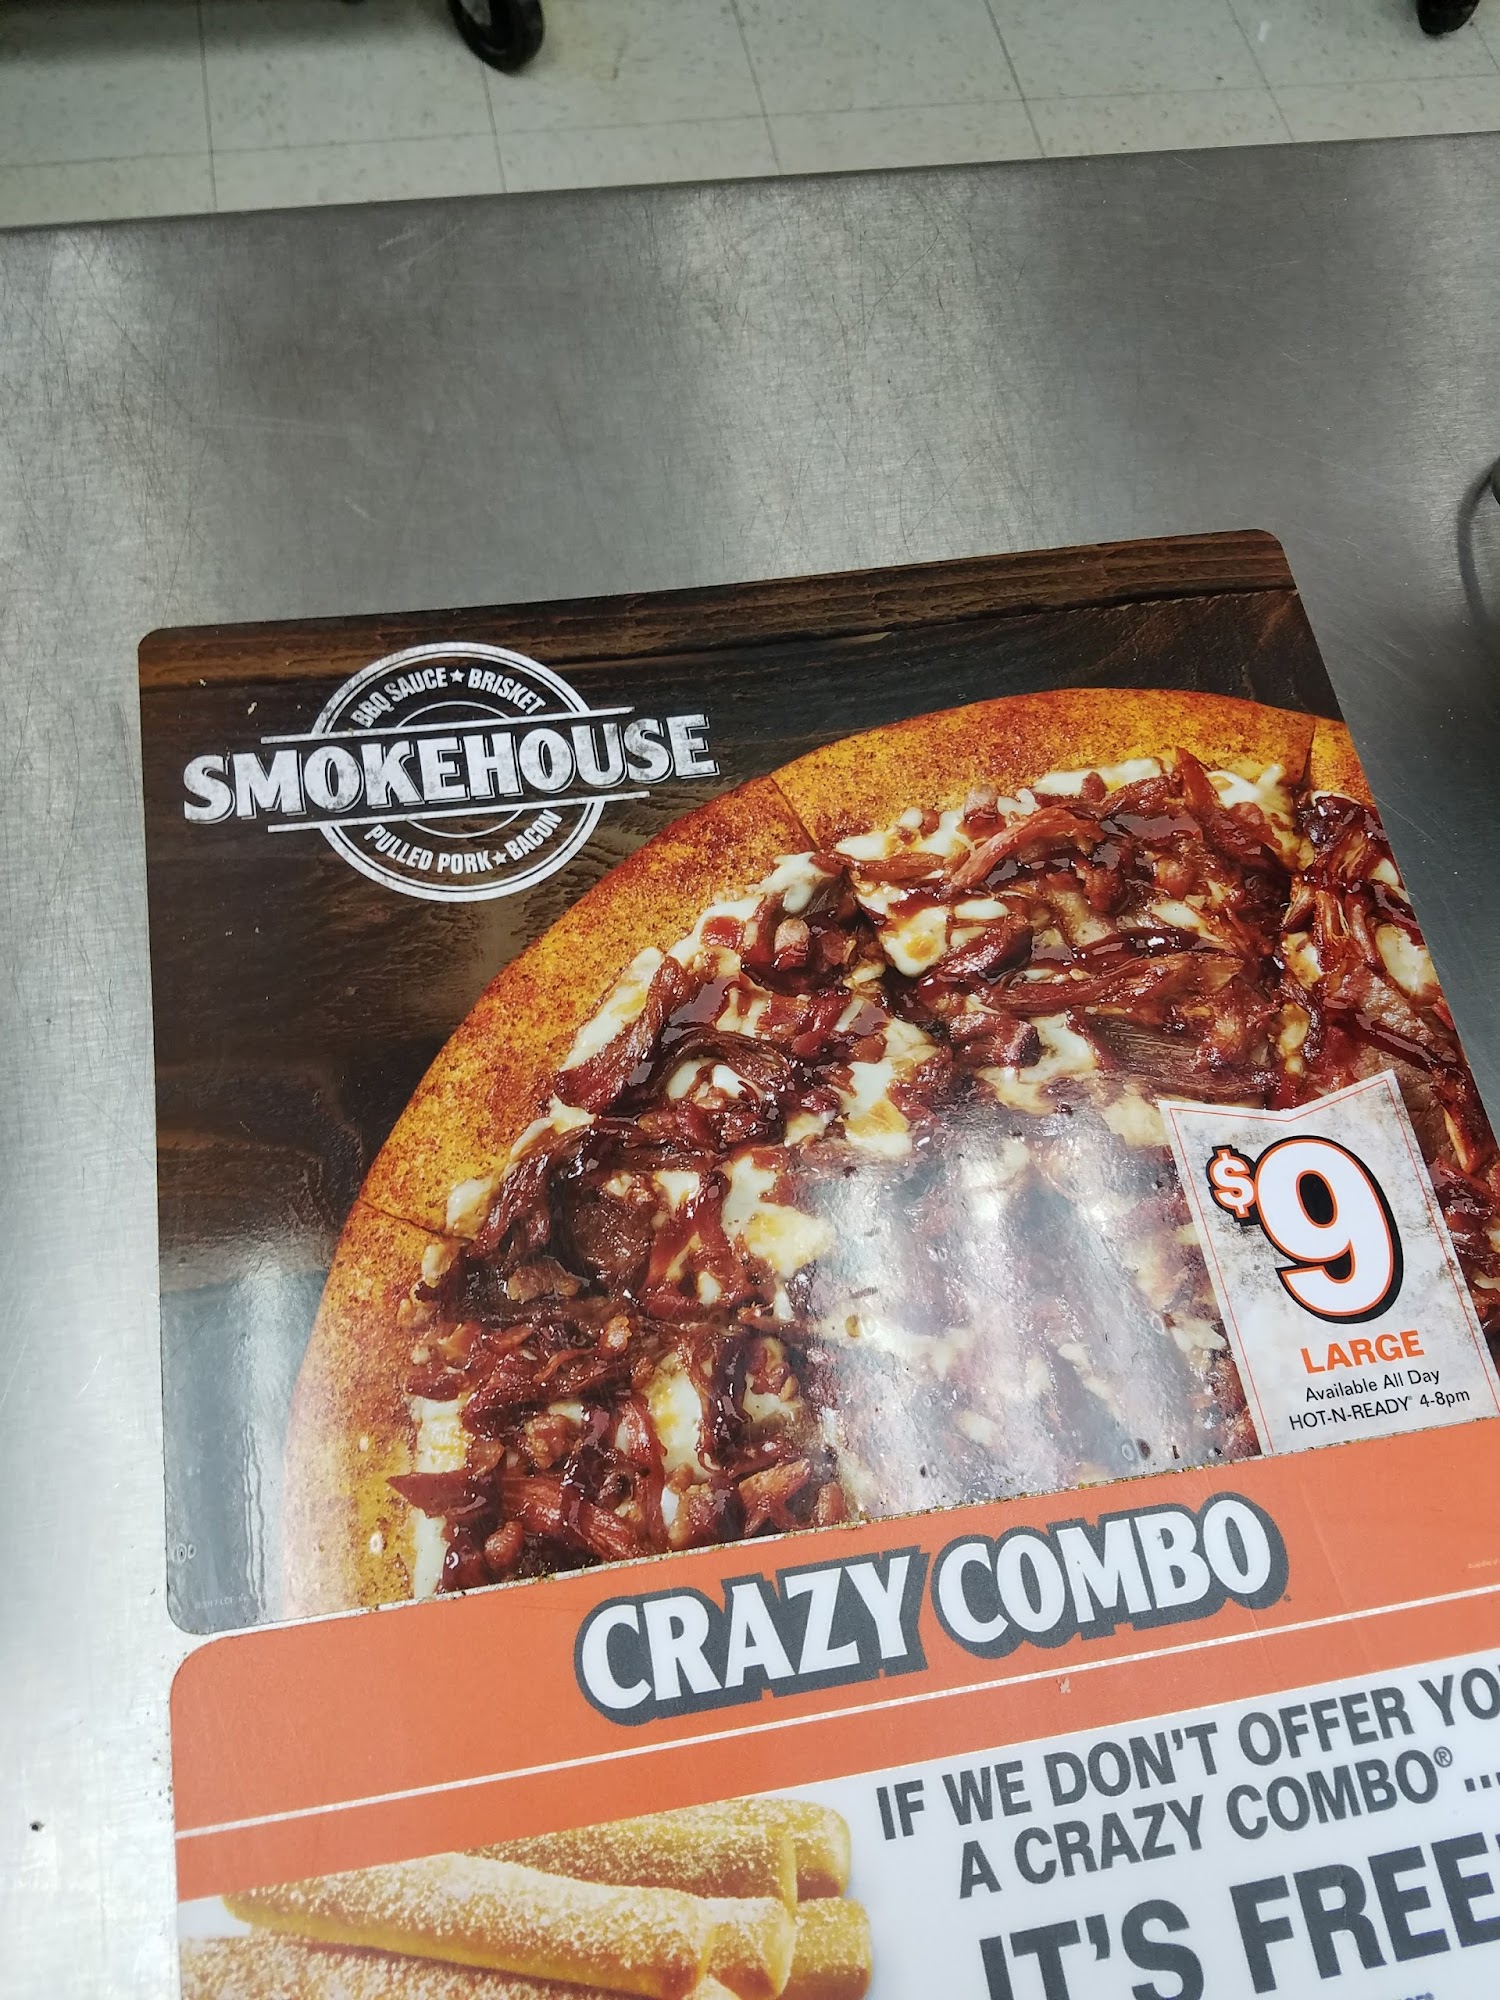 BBQ SAUCE ★ BRISKET
SMOKEHOUSE
PULLED PORK ★ BACON
$9
LARGE
Available All Day
HOT-N-READY® 4-8pm
CRAZY COMBO
IF WE DON'T OFFER YO
A CRAZY COMBO® ...
IT'S FREE